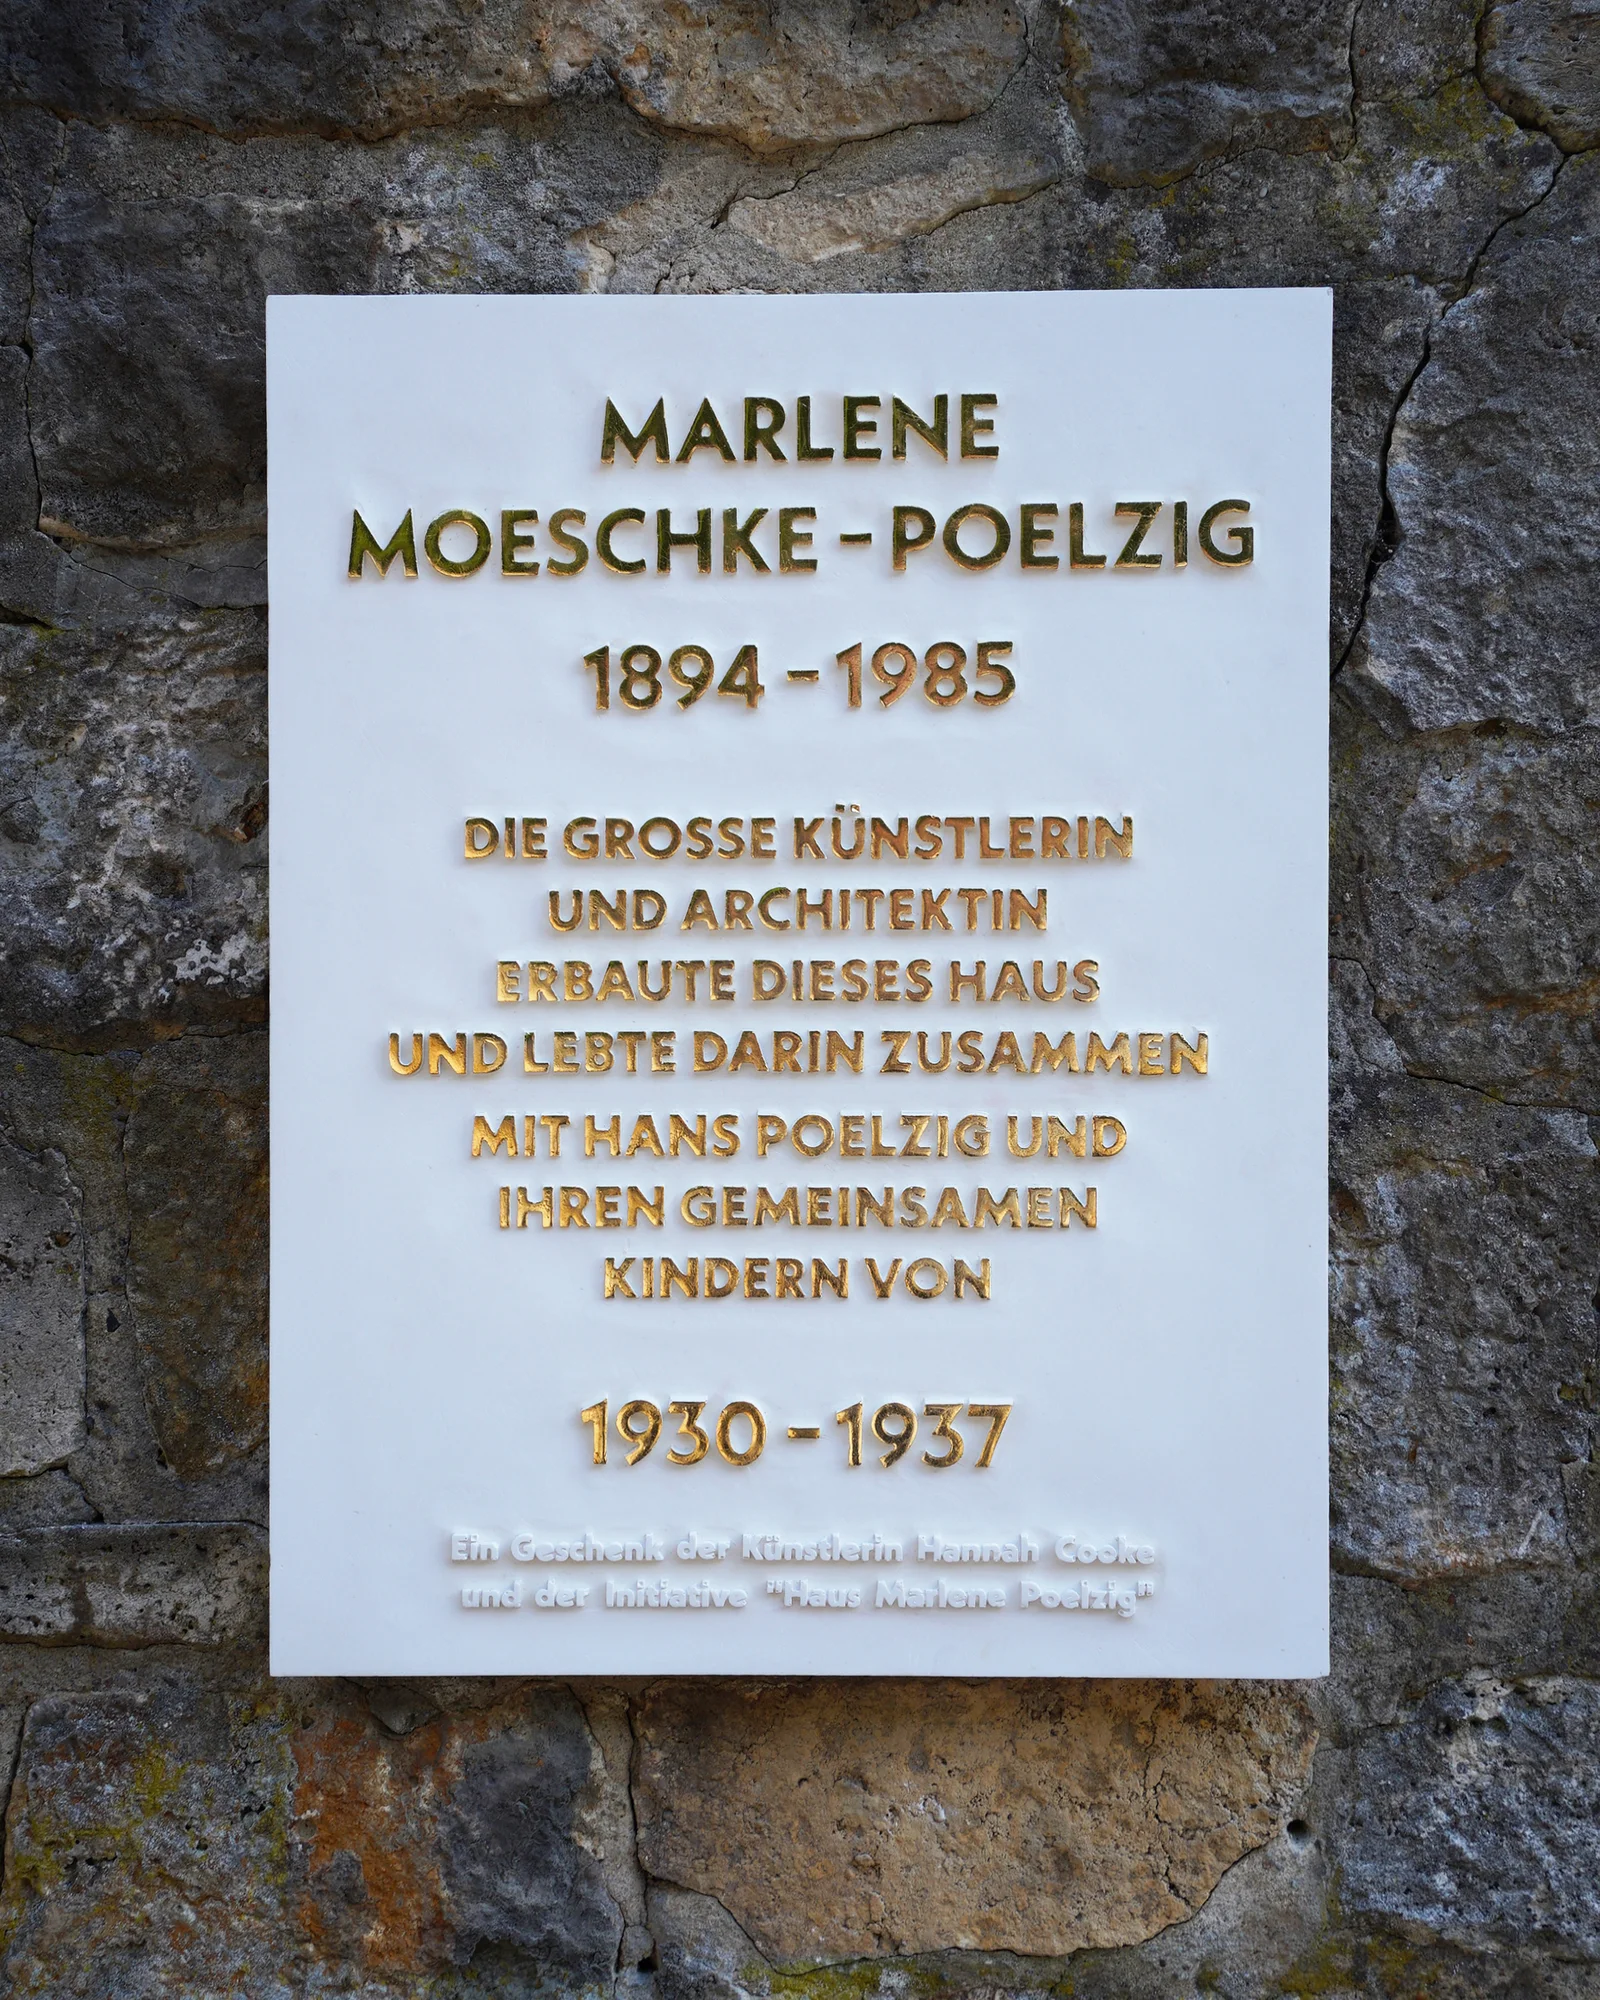 MARLENE
MOESCHKE-POELZIG
1894-1985
DIE GROSSE KÜNSTLERIN
UND ARCHITEKTIN
ERBAUTE DIESES HAUS
UND LEBTE DARIN ZUSAMMEN
MIT HANS POELZIG UND
IHREN GEMEINSAMEN
KINDERN VON
1930-1937
Ein Geschenk der Künstlerin Hannah Cooke
und der Initiative "Haus Marlene Poelzig"